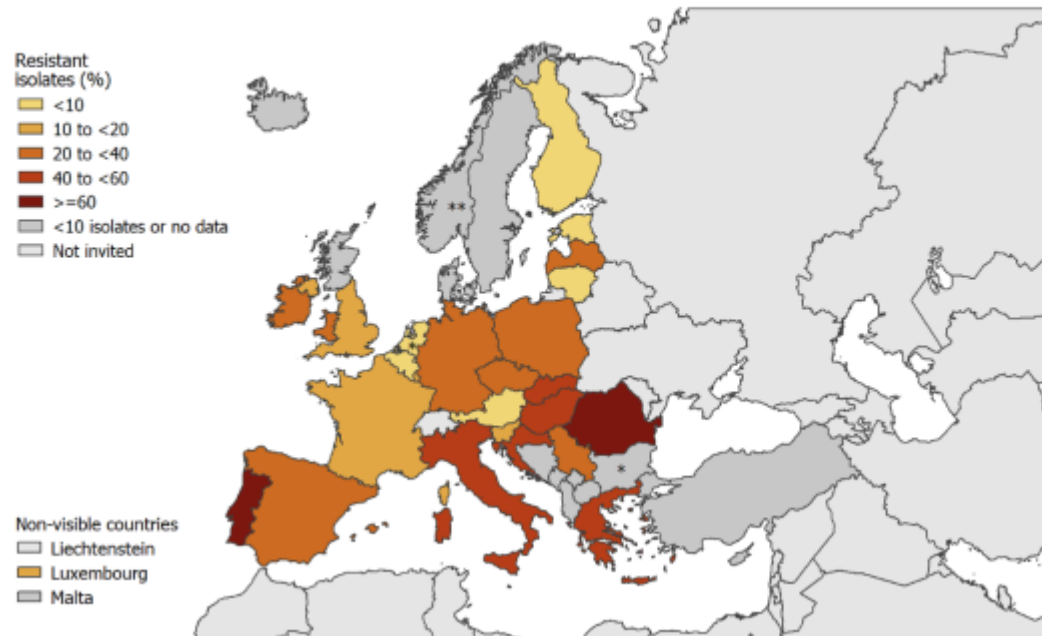 Resistant
isolates (%)
<10
10 to <20
20 to <40
40 to <60
>=60
<10 isolates or no data
Not invited
**
*
Non-visible countries
Liechtenstein
Luxembourg
Malta